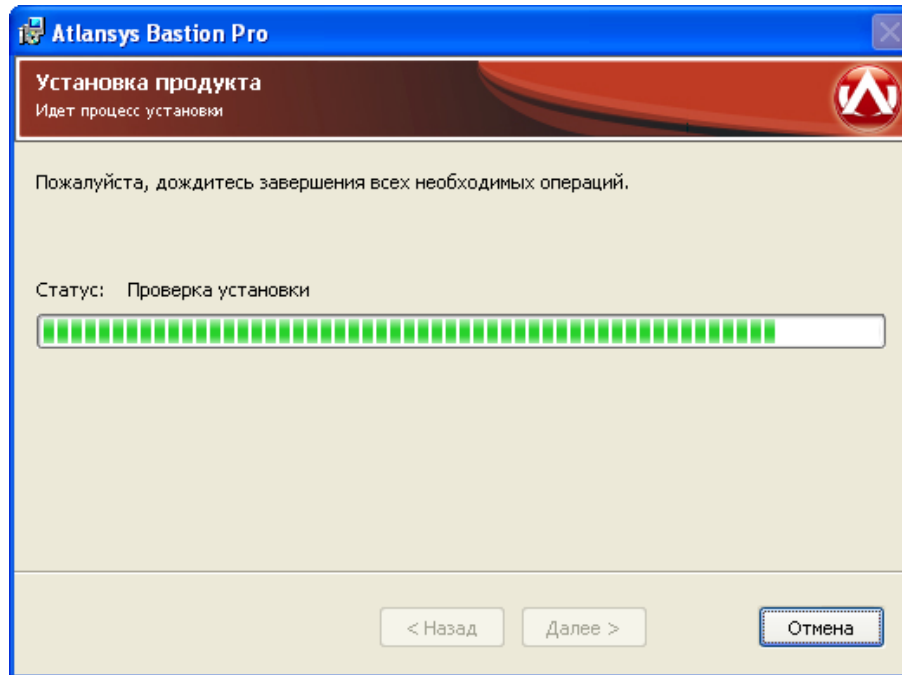 Atlansys Bastion Pro
Установка продукта
Идет процесс установки
Пожалуйста, дождитесь завершения всех необходимых операций.
Статус: Проверка установки
< Назад Далее > Отмена